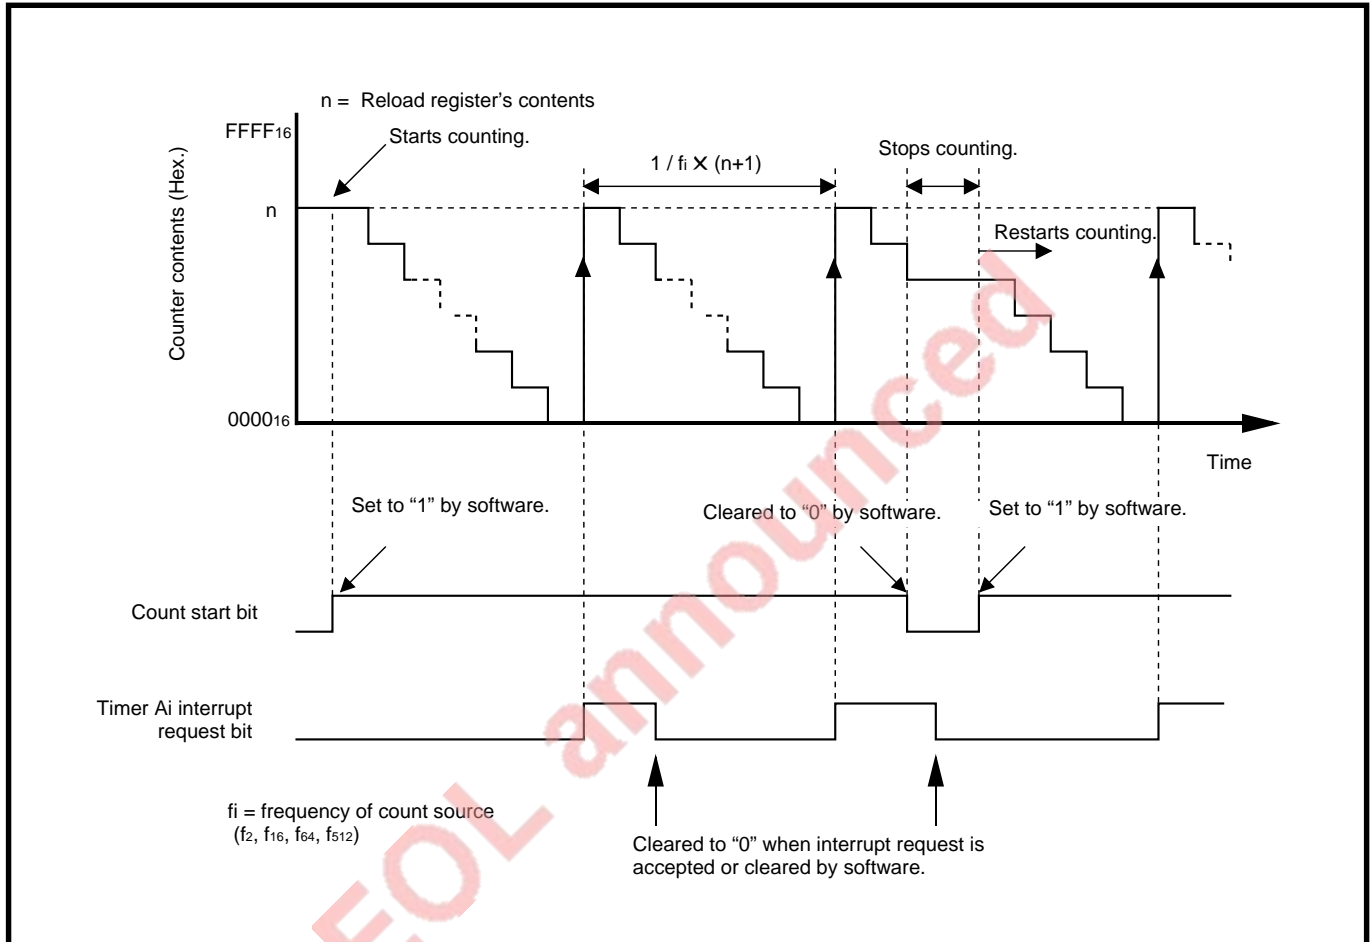 n = Reload register’s contents
FFFF16
Starts counting.
Stops counting.
1 / fi X (n+1)
n
Restarts counting.
Counter contents (Hex.)
000016
Time
Set to “1” by software.
Cleared to “0” by software.
Set to “1” by software.
Count start bit
Timer Ai interrupt
request bit
fi = frequency of count source
(f2, f16, f64, f512)
Cleared to “0” when interrupt request is
accepted or cleared by software.
EOL announced